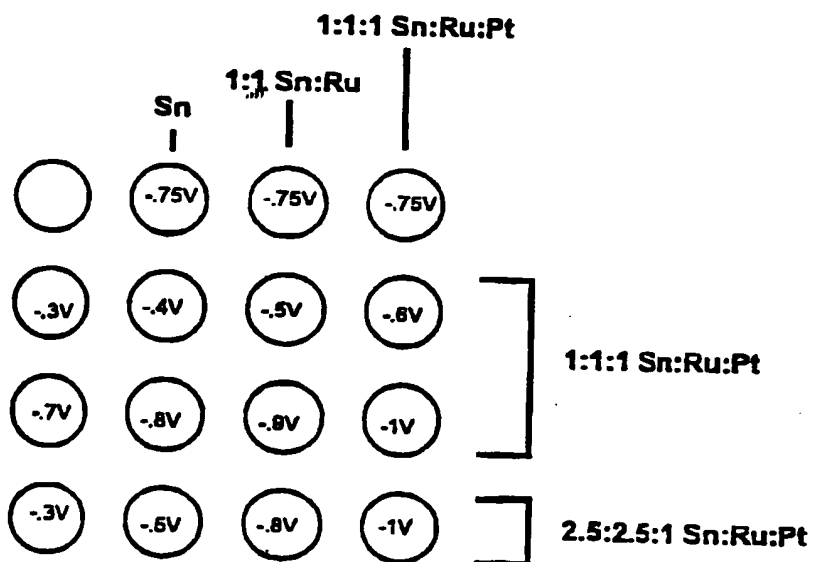 1:1:1 Sn:Ru:Pt
1:1 Sn:Ru
Sn
-.75V -.75V -.75V
-.3V -.4V -.5V -.6V
1:1:1 Sn:Ru:Pt
-.7V -.8V -.9V -1V
-.3V -.5V -.8V -1V
2.5:2.5:1 Sn:Ru:Pt